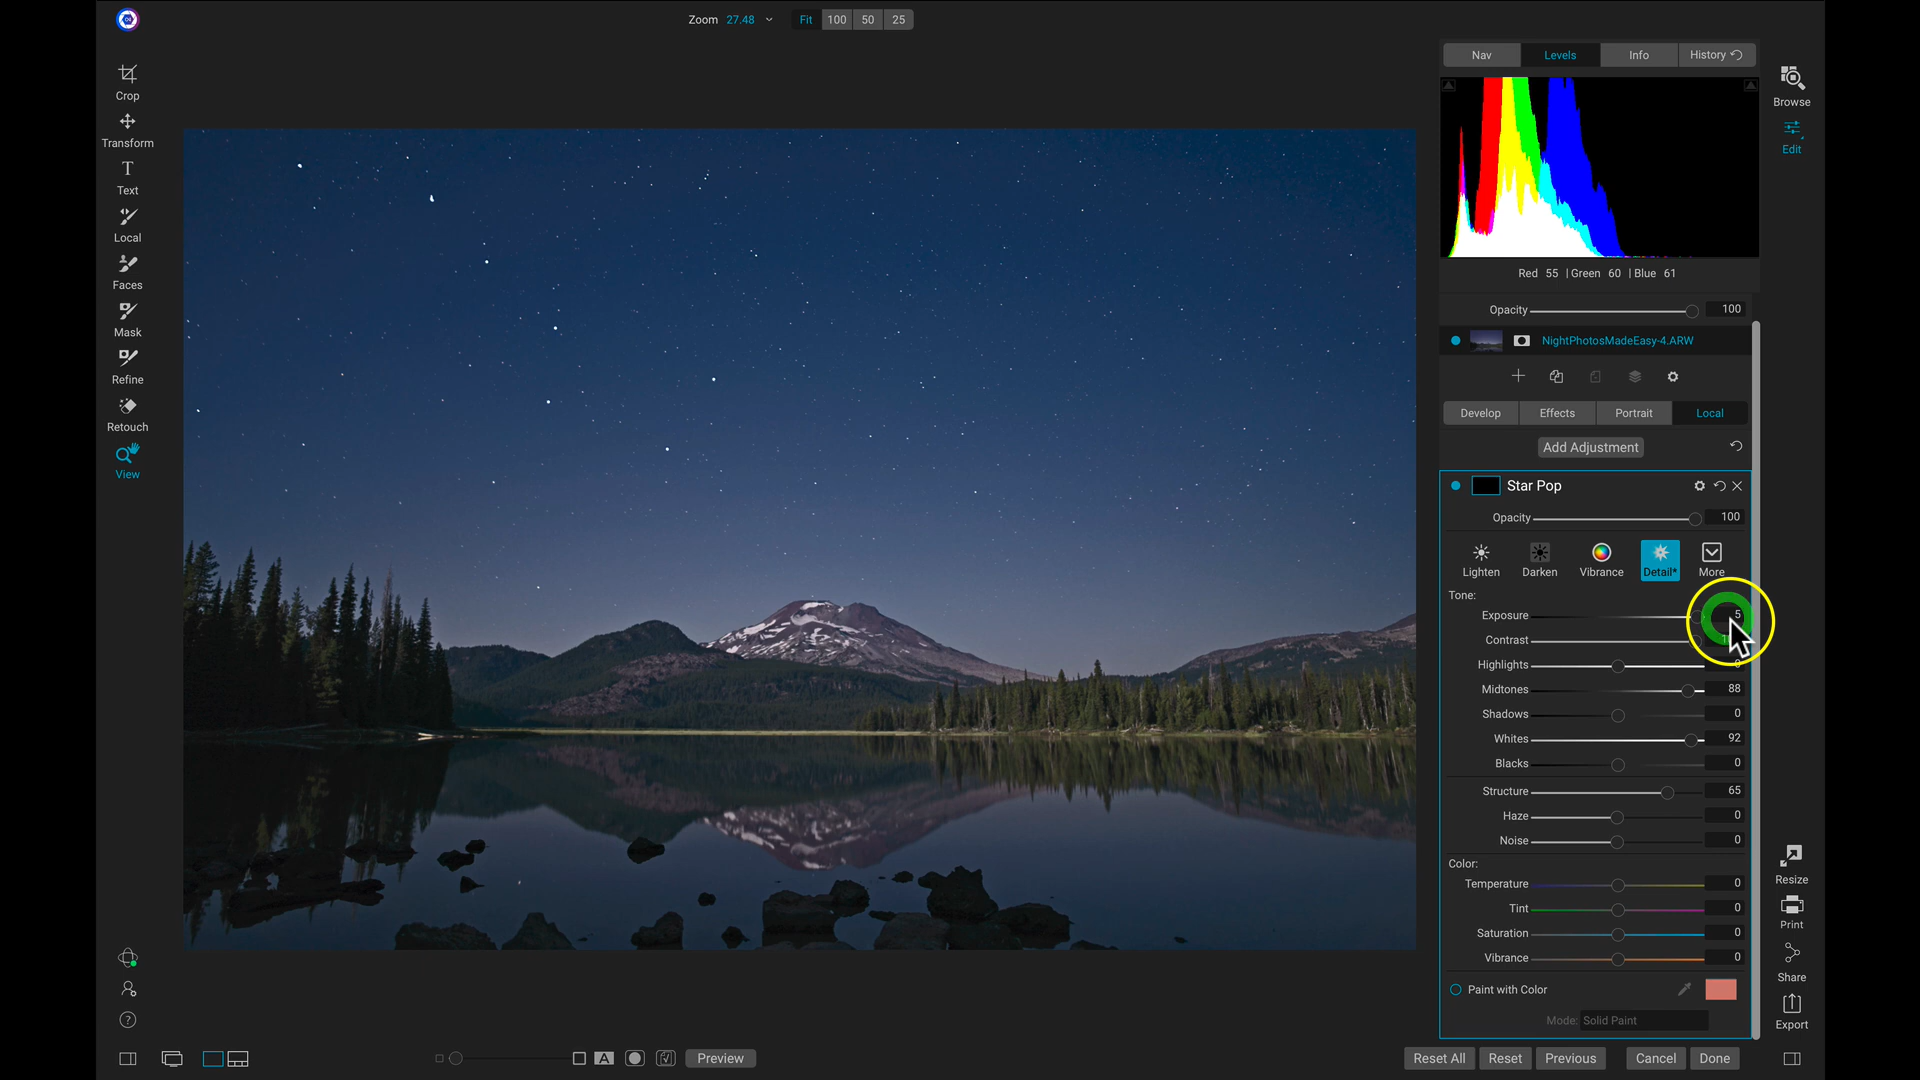 Zoom 27.48 Fit 100 50 25
Nav Levels Info History
Crop
Transform
Text
Local
Faces
Mask
Refine
Retouch
View
Browse
Edit
Red 55 | Green 60 | Blue 61
Opacity 100
NightPhotosMadeEasy-4.ARW
Develop Effects Portrait Local
Add Adjustment
Star Pop
Opacity 100
Lighten Darken Vibrance Detail* More
Tone:
Exposure 5
Contrast
Highlights 0
Midtones 88
Shadows 0
Whites 92
Blacks 0
Structure 65
Haze 0
Noise 0
Color:
Temperature 0
Tint 0
Saturation 0
Vibrance 0
Paint with Color
Mode: Solid Paint
Resize
Print
Share
Export
A Preview
Reset All Reset Previous Cancel Done